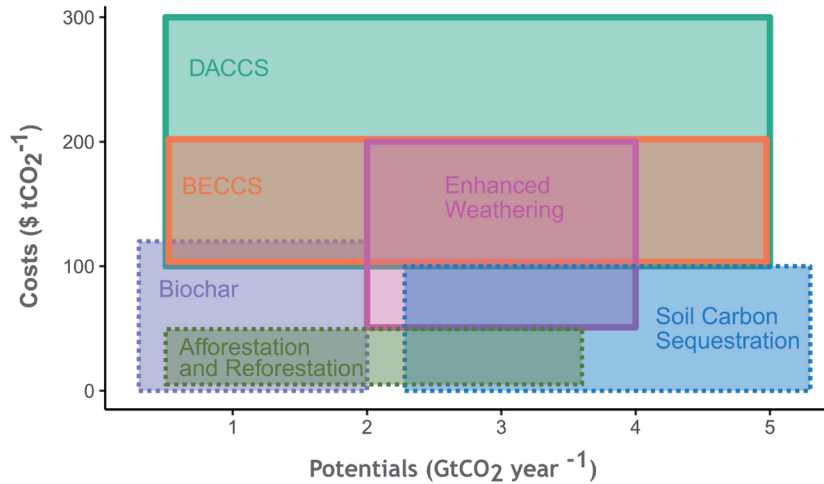 300
DACCS
200
BECCS
Enhanced
Weathering
100
Biochar
Soil Carbon
Sequestration
Afforestation
and Reforestation
0
1
2
3
4
5
Costs ($ tCO₂⁻¹)
Potentials (GtCO₂ year ⁻¹)